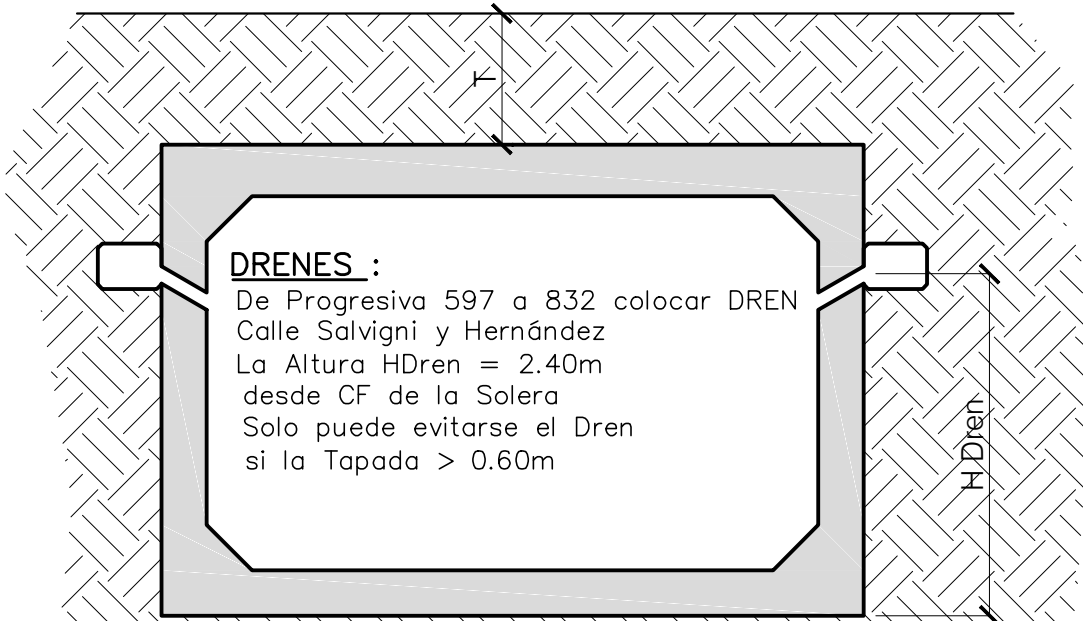 T
DRENES :
De Progresiva 597 a 832 colocar DREN
Calle Salvigni y Hernández
La Altura HDren = 2.40m
desde CF de la Solera
Solo puede evitarse el Dren
si la Tapada > 0.60m
H Dren